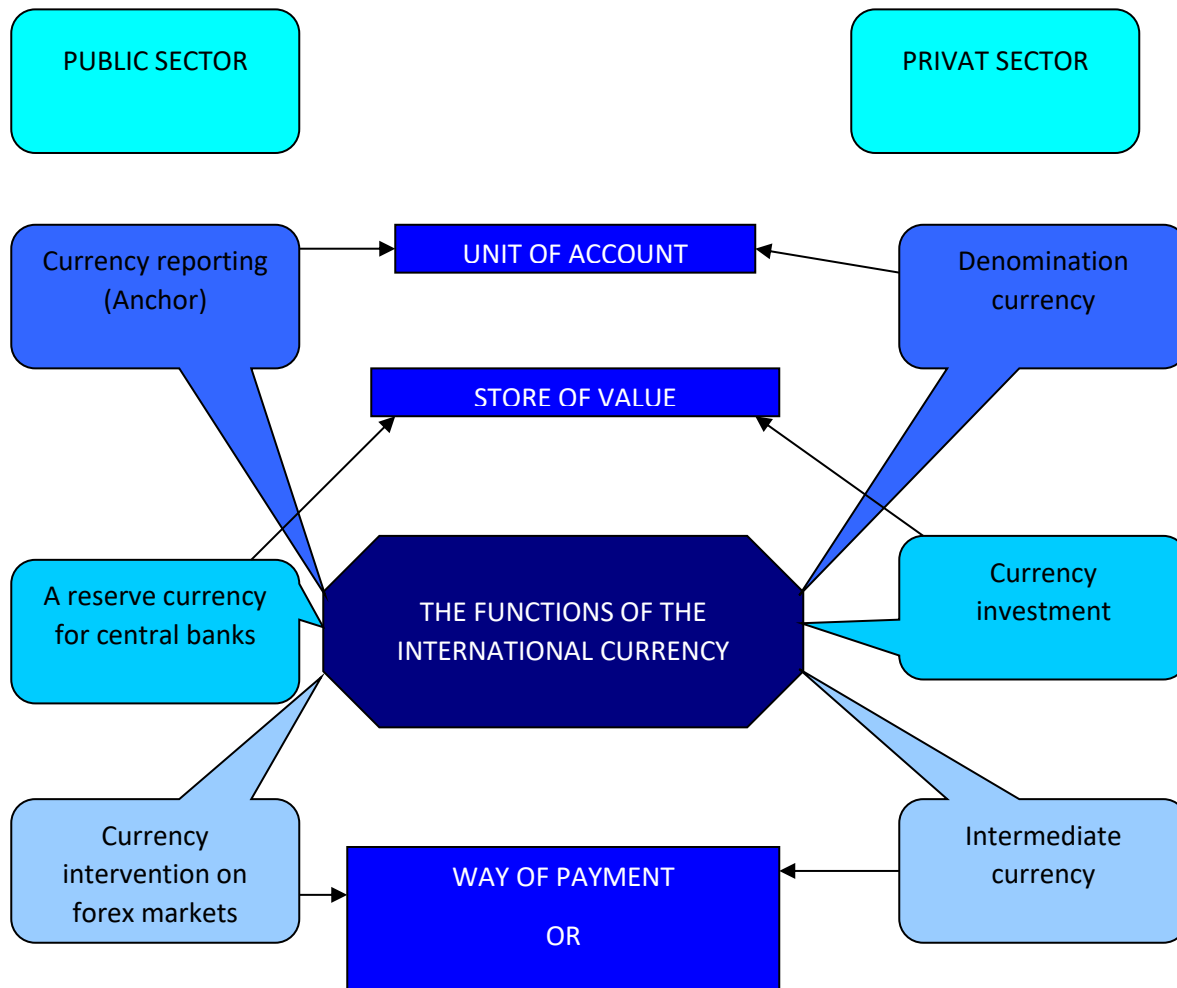 PUBLIC SECTOR
PRIVAT SECTOR
Currency reporting
(Anchor)
UNIT OF ACCOUNT
Denomination
currency
STORE OF VALUE
A reserve currency
for central banks
THE FUNCTIONS OF THE
INTERNATIONAL CURRENCY
Currency
investment
Currency
intervention on
forex markets
WAY OF PAYMENT
OR
Intermediate
currency